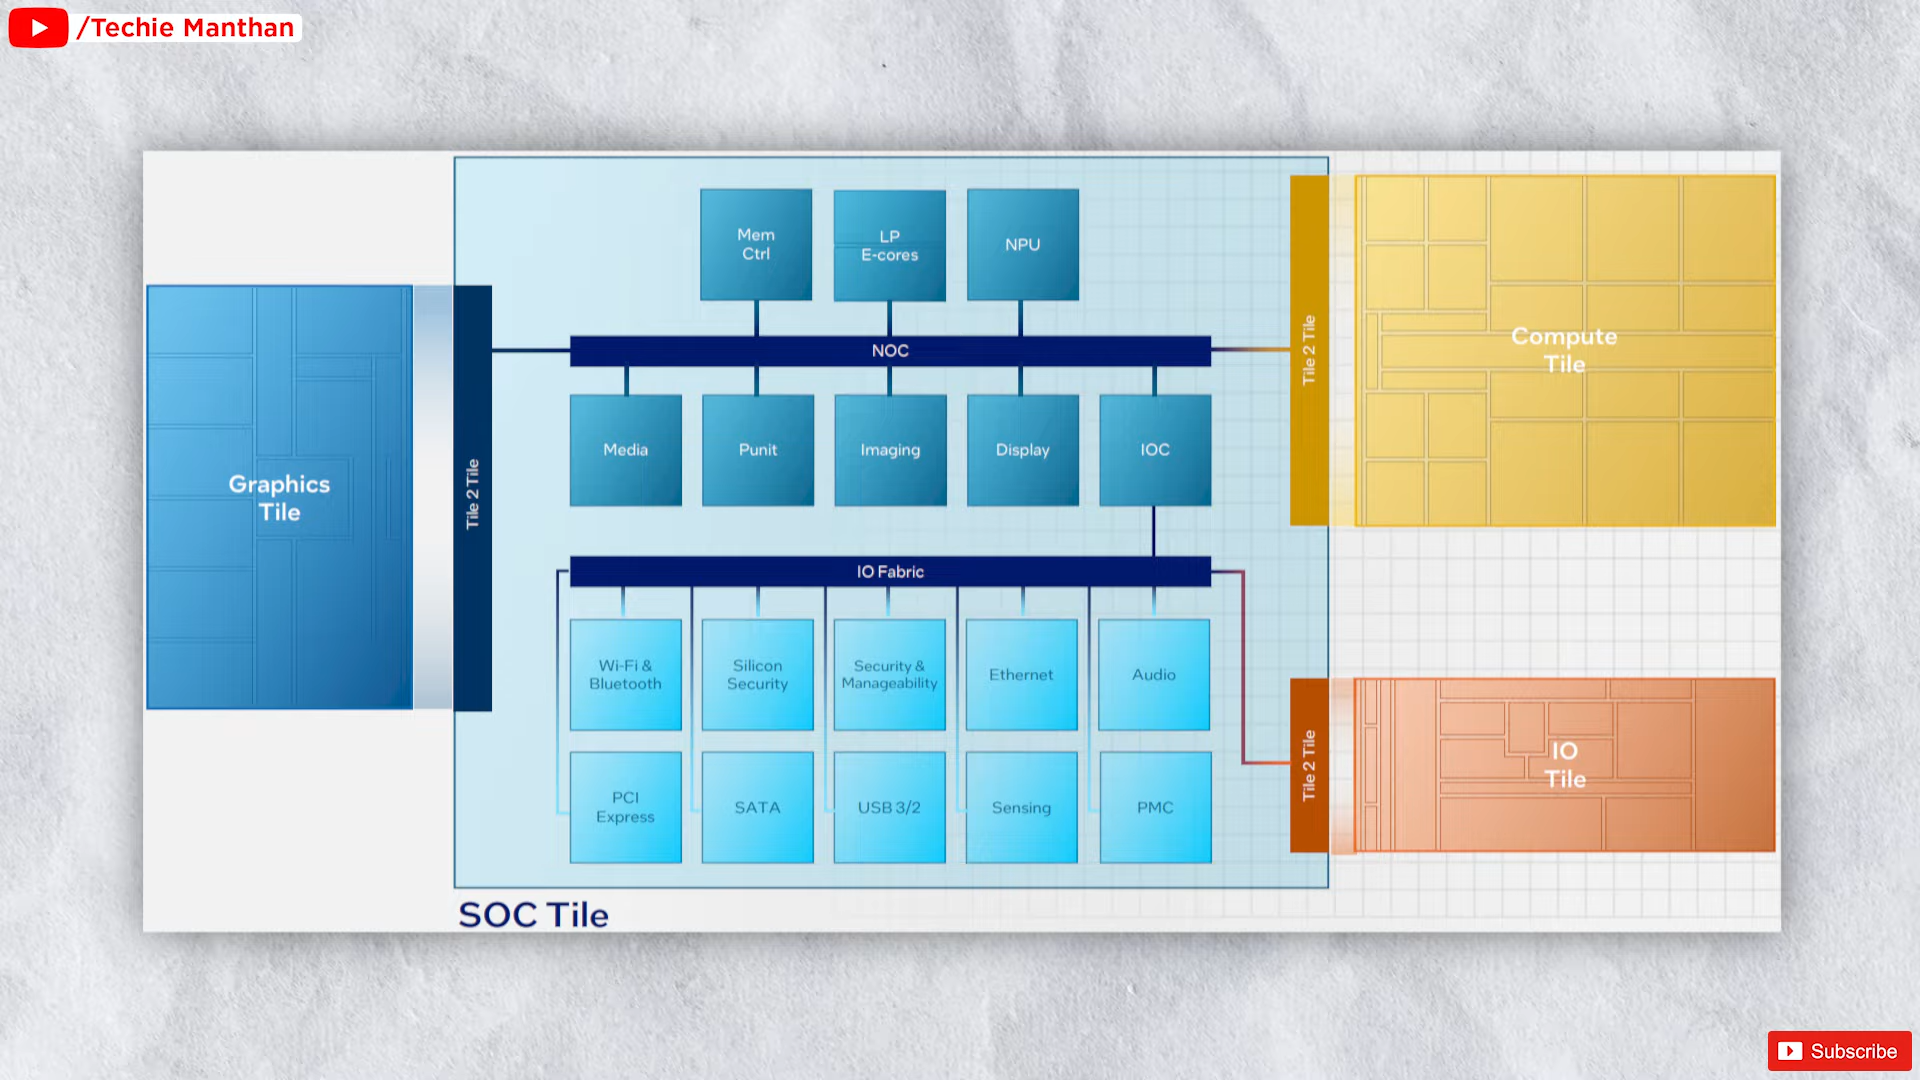 /Techie Manthan
Mem
Ctrl
LP
E-cores
NPU
NOC
Tile 2 Tile
Compute
Tile
Media
Punit
Imaging
Display
IOC
Graphics
Tile
Tile 2 Tile
IO Fabric
Wi-Fi &
Bluetooth
Silicon
Security
Security &
Manageability
Ethernet
Audio
PCI
Express
SATA
USB 3/2
Sensing
PMC
Tile 2 Tile
IO
Tile
SOC Tile
Subscribe